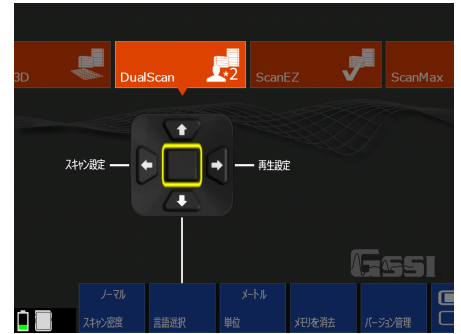 3D
DualScan
★2
ScanEZ
ScanMax
スキャン設定
再生設定
GSSI
ノーマル
メートル
スキャン密度
言語選択
単位
メモリを消去
バージョン管理